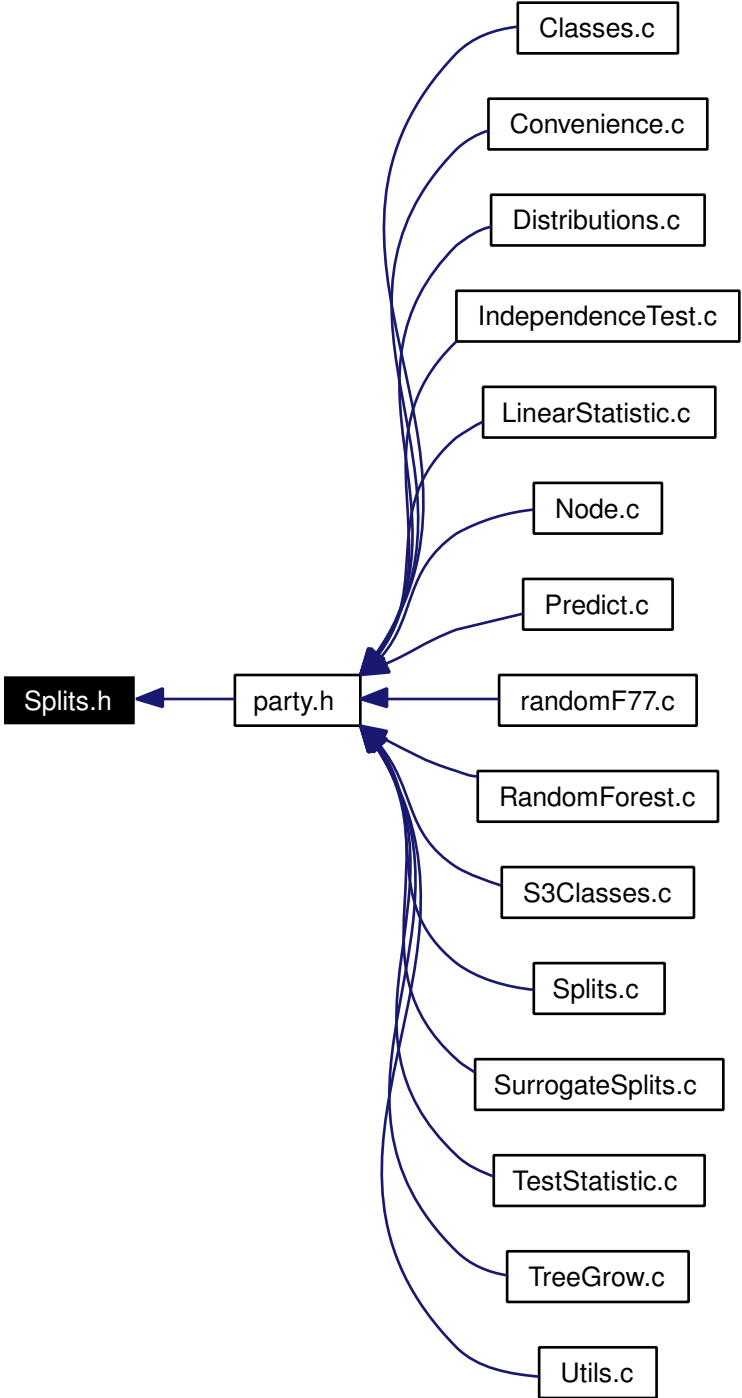 Classes.c
Convenience.c
Distributions.c
IndependenceTest.c
LinearStatistic.c
Node.c
Predict.c
Splits.h
party.h
randomF77.c
RandomForest.c
S3Classes.c
Splits.c
SurrogateSplits.c
TestStatistic.c
TreeGrow.c
Utils.c